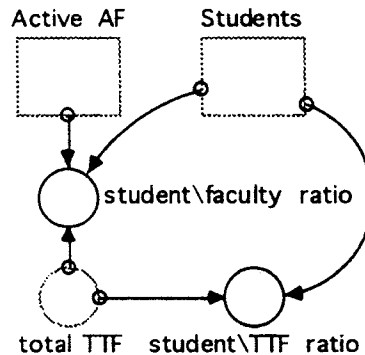 Active AF
Students
student\faculty ratio
total TTF
student\TTF ratio